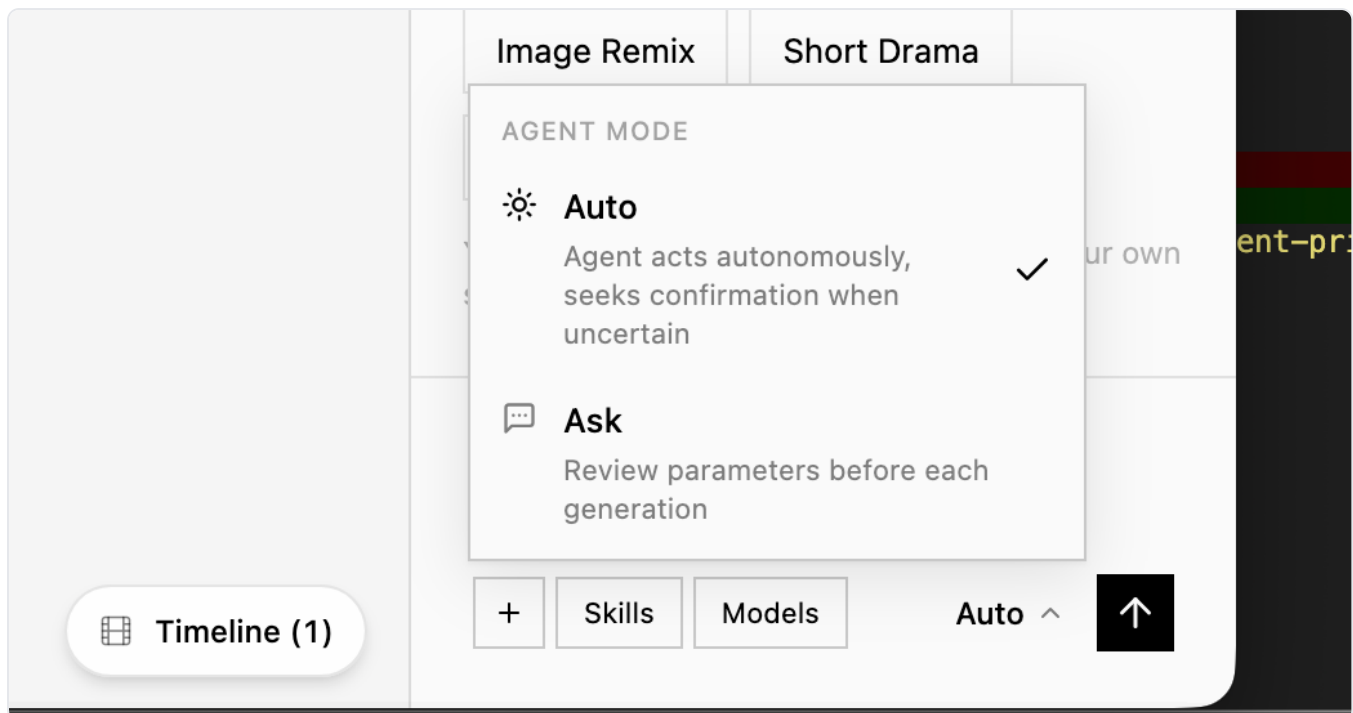 Image Remix
Short Drama
AGENT MODE
Auto
Agent acts autonomously,
seeks confirmation when
uncertain
ur own
ent-pri
Ask
Review parameters before each
generation
+
Skills
Models
Auto
Timeline (1)